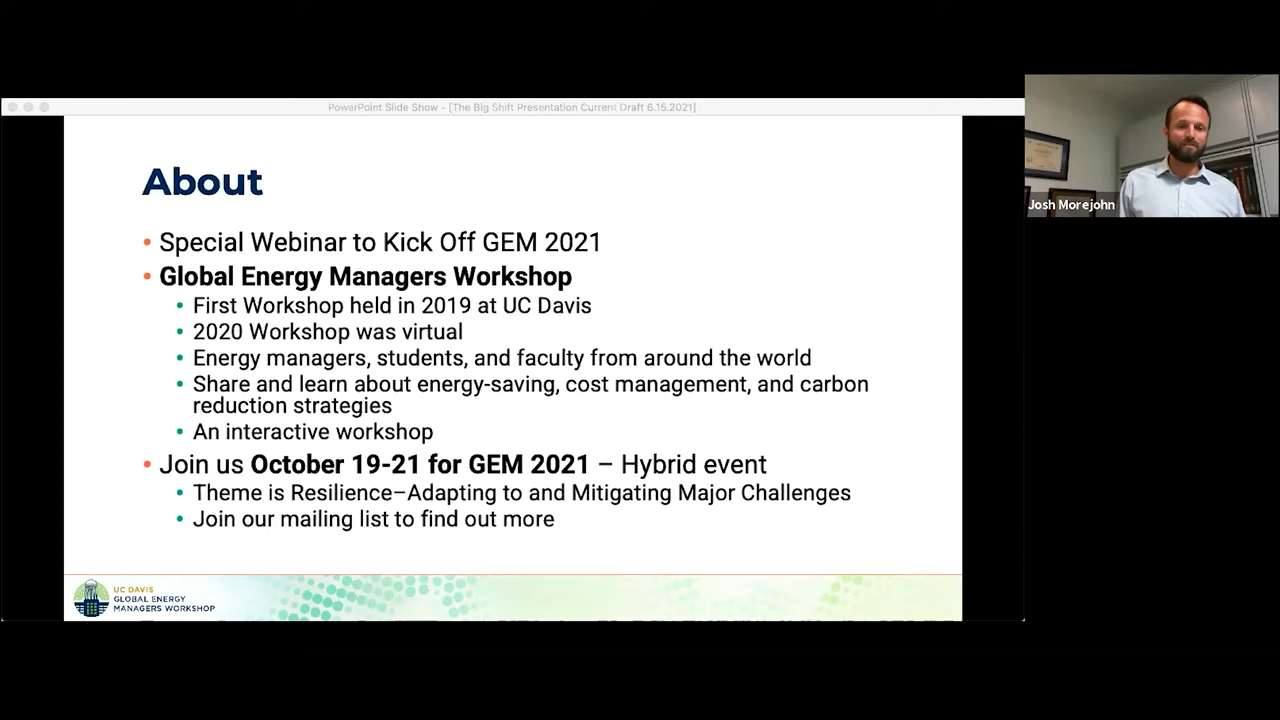 PowerPoint Slide Show - [The Big Shift Presentation Current Draft 6.15.2021]
About
• Special Webinar to Kick Off GEM 2021
• Global Energy Managers Workshop
• First Workshop held in 2019 at UC Davis
• 2020 Workshop was virtual
• Energy managers, students, and faculty from around the world
• Share and learn about energy-saving, cost management, and carbon
reduction strategies
• An interactive workshop
• Join us October 19-21 for GEM 2021 – Hybrid event
• Theme is Resilience–Adapting to and Mitigating Major Challenges
• Join our mailing list to find out more
UC DAVIS
GLOBAL ENERGY
MANAGERS WORKSHOP
Josh Morejohn